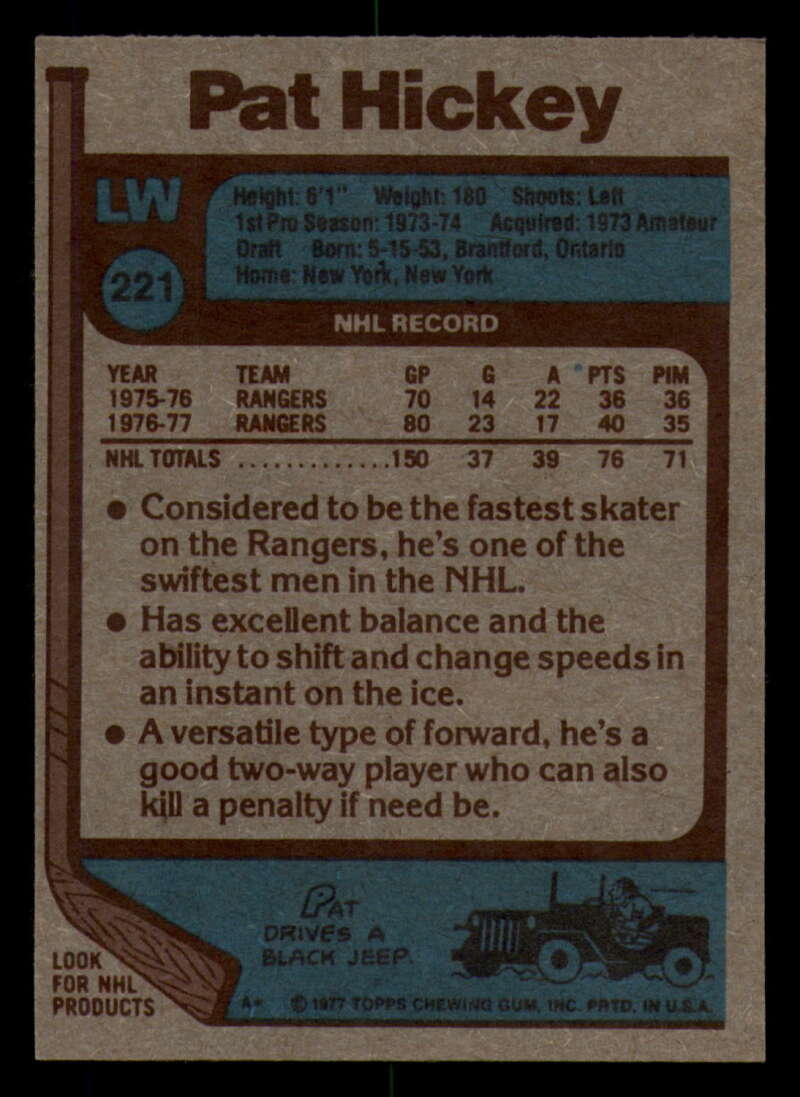 Pat Hickey
LW
221
Height: 6'1" Weight: 180 Shoots: Left
1st Pro Season: 1973-74 Acquired: 1973 Amateur
Draft Born: 5-15-53, Brantford, Ontario
Home: New York, New York
NHL RECORD
YEAR TEAM GP G A PTS PIM
1975-76 RANGERS 70 14 22 36 36
1976-77 RANGERS 80 23 17 40 35
NHL TOTALS .............150 37 39 76 71
• Considered to be the fastest skater
on the Rangers, he's one of the
swiftest men in the NHL.
• Has excellent balance and the
ability to shift and change speeds in
an instant on the ice.
• A versatile type of forward, he's a
good two-way player who can also
kill a penalty if need be.
PAT
DRIVES A
BLACK JEEP.
LOOK
FOR NHL
PRODUCTS
A* © 1977 TOPPS CHEWING GUM, INC. PRTD. IN U.S.A.